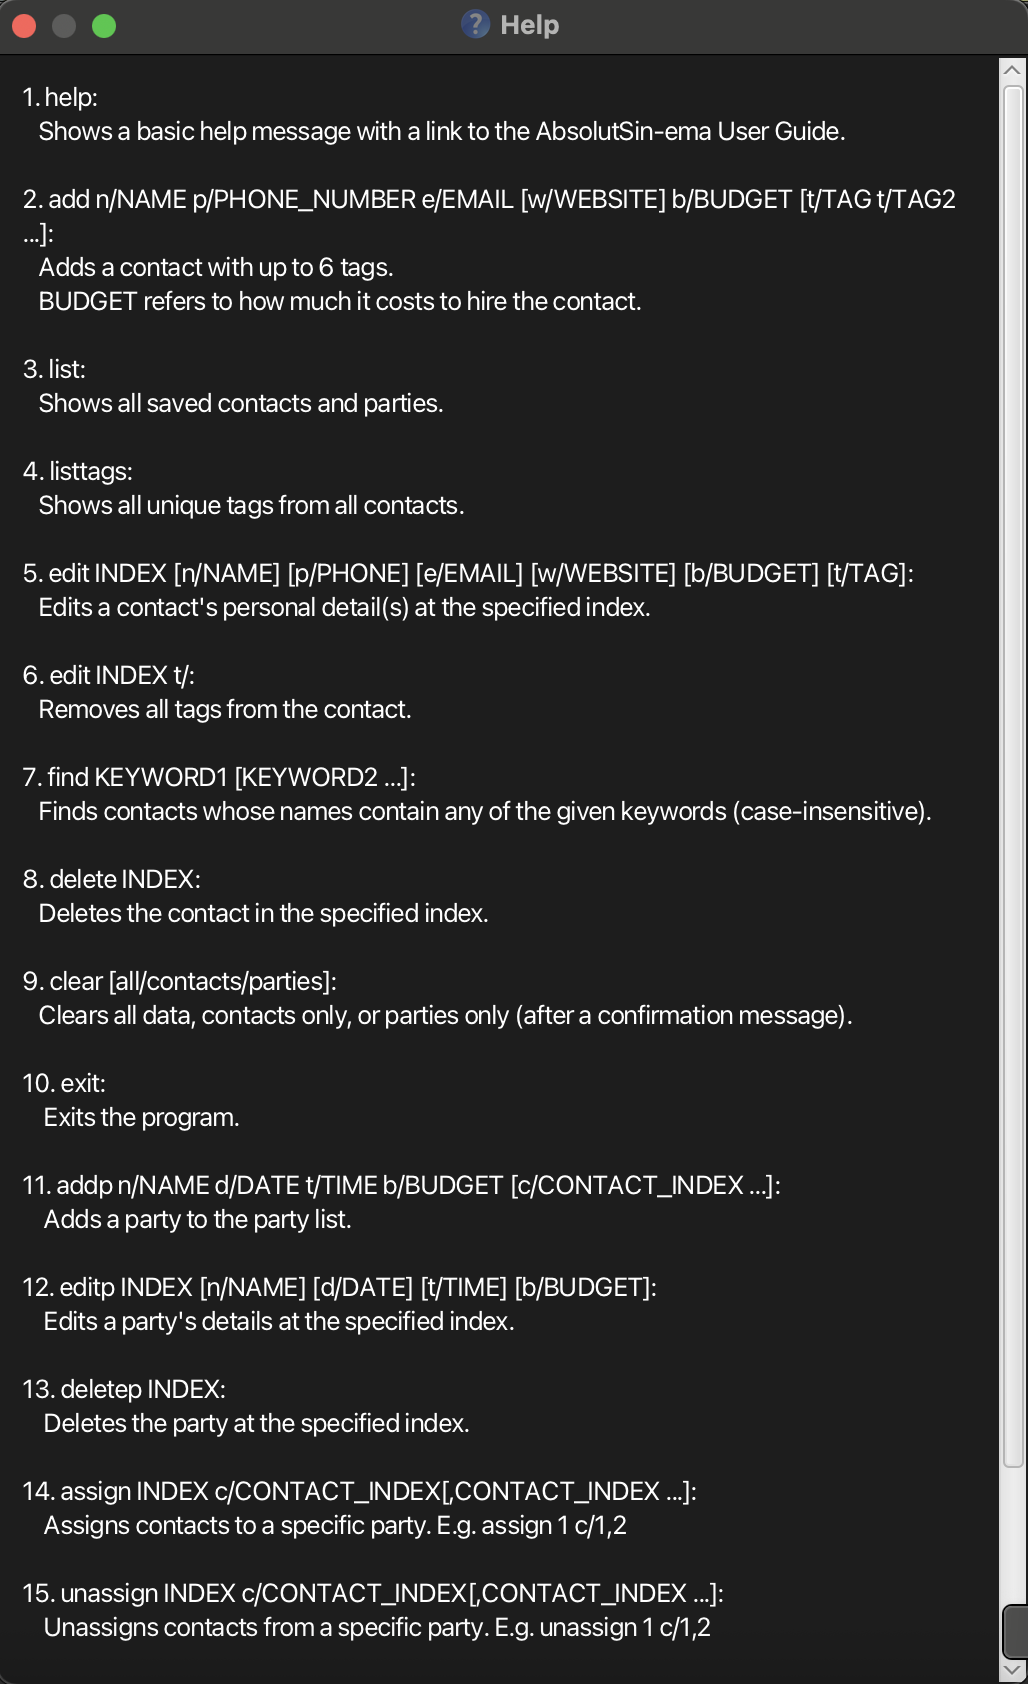 Help
1. help:
Shows a basic help message with a link to the AbsolutSin-ema User Guide.
2. add n/NAME p/PHONE_NUMBER e/EMAIL [w/WEBSITE] b/BUDGET [t/TAG t/TAG2
...]:
Adds a contact with up to 6 tags.
BUDGET refers to how much it costs to hire the contact.
3. list:
Shows all saved contacts and parties.
4. listtags:
Shows all unique tags from all contacts.
5. edit INDEX [n/NAME] [p/PHONE] [e/EMAIL] [w/WEBSITE] [b/BUDGET] [t/TAG]:
Edits a contact's personal detail(s) at the specified index.
6. edit INDEX t/:
Removes all tags from the contact.
7. find KEYWORD1 [KEYWORD2 ...]:
Finds contacts whose names contain any of the given keywords (case-insensitive).
8. delete INDEX:
Deletes the contact in the specified index.
9. clear [all/contacts/parties]:
Clears all data, contacts only, or parties only (after a confirmation message).
10. exit:
Exits the program.
11. addp n/NAME d/DATE t/TIME b/BUDGET [c/CONTACT_INDEX ...]:
Adds a party to the party list.
12. editp INDEX [n/NAME] [d/DATE] [t/TIME] [b/BUDGET]:
Edits a party's details at the specified index.
13. deletep INDEX:
Deletes the party at the specified index.
14. assign INDEX c/CONTACT_INDEX[,CONTACT_INDEX ...]:
Assigns contacts to a specific party. E.g. assign 1 c/1,2
15. unassign INDEX c/CONTACT_INDEX[,CONTACT_INDEX ...]:
Unassigns contacts from a specific party. E.g. unassign 1 c/1,2